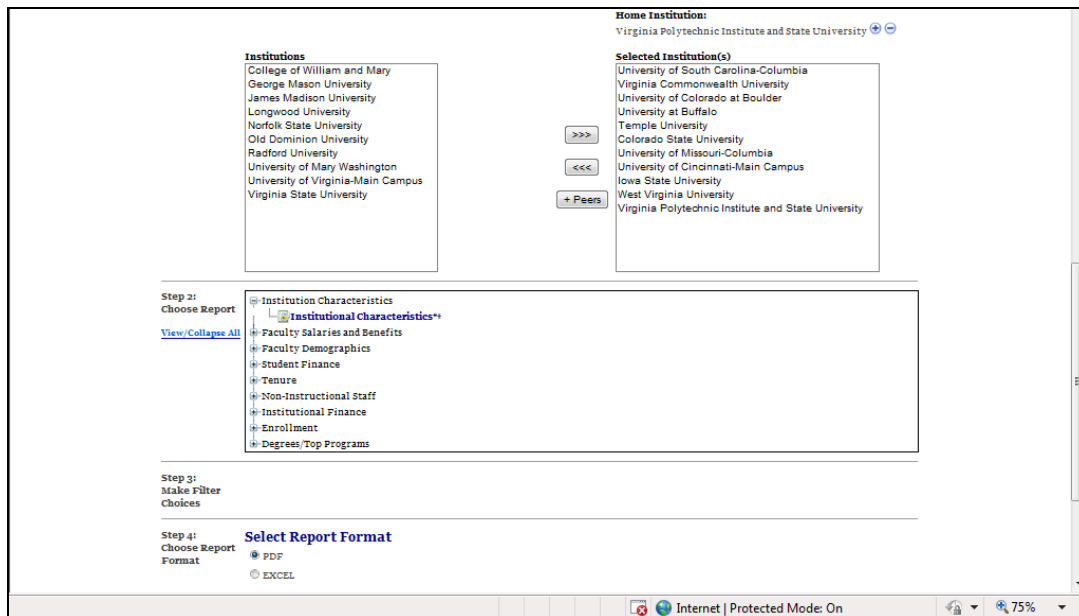 Home Institution:
Virginia Polytechnic Institute and State University
Institutions
College of William and Mary
George Mason University
James Madison University
Longwood University
Norfolk State University
Old Dominion University
Radford University
University of Mary Washington
University of Virginia-Main Campus
Virginia State University
>>>
<<<
+ Peers
Selected Institution(s)
University of South Carolina-Columbia
Virginia Commonwealth University
University of Colorado at Boulder
University at Buffalo
Temple University
Colorado State University
University of Missouri-Columbia
University of Cincinnati-Main Campus
Iowa State University
West Virginia University
Virginia Polytechnic Institute and State University
Step 2:
Choose Report
View/Collapse All
Institution Characteristics
Institutional Characteristics*+
Faculty Salaries and Benefits
Faculty Demographics
Student Finance
Tenure
Non-Instructional Staff
Institutional Finance
Enrollment
Degrees/Top Programs
Step 3:
Make Filter
Choices
Step 4:
Choose Report
Format
Select Report Format
PDF
EXCEL
Internet | Protected Mode: On
75%